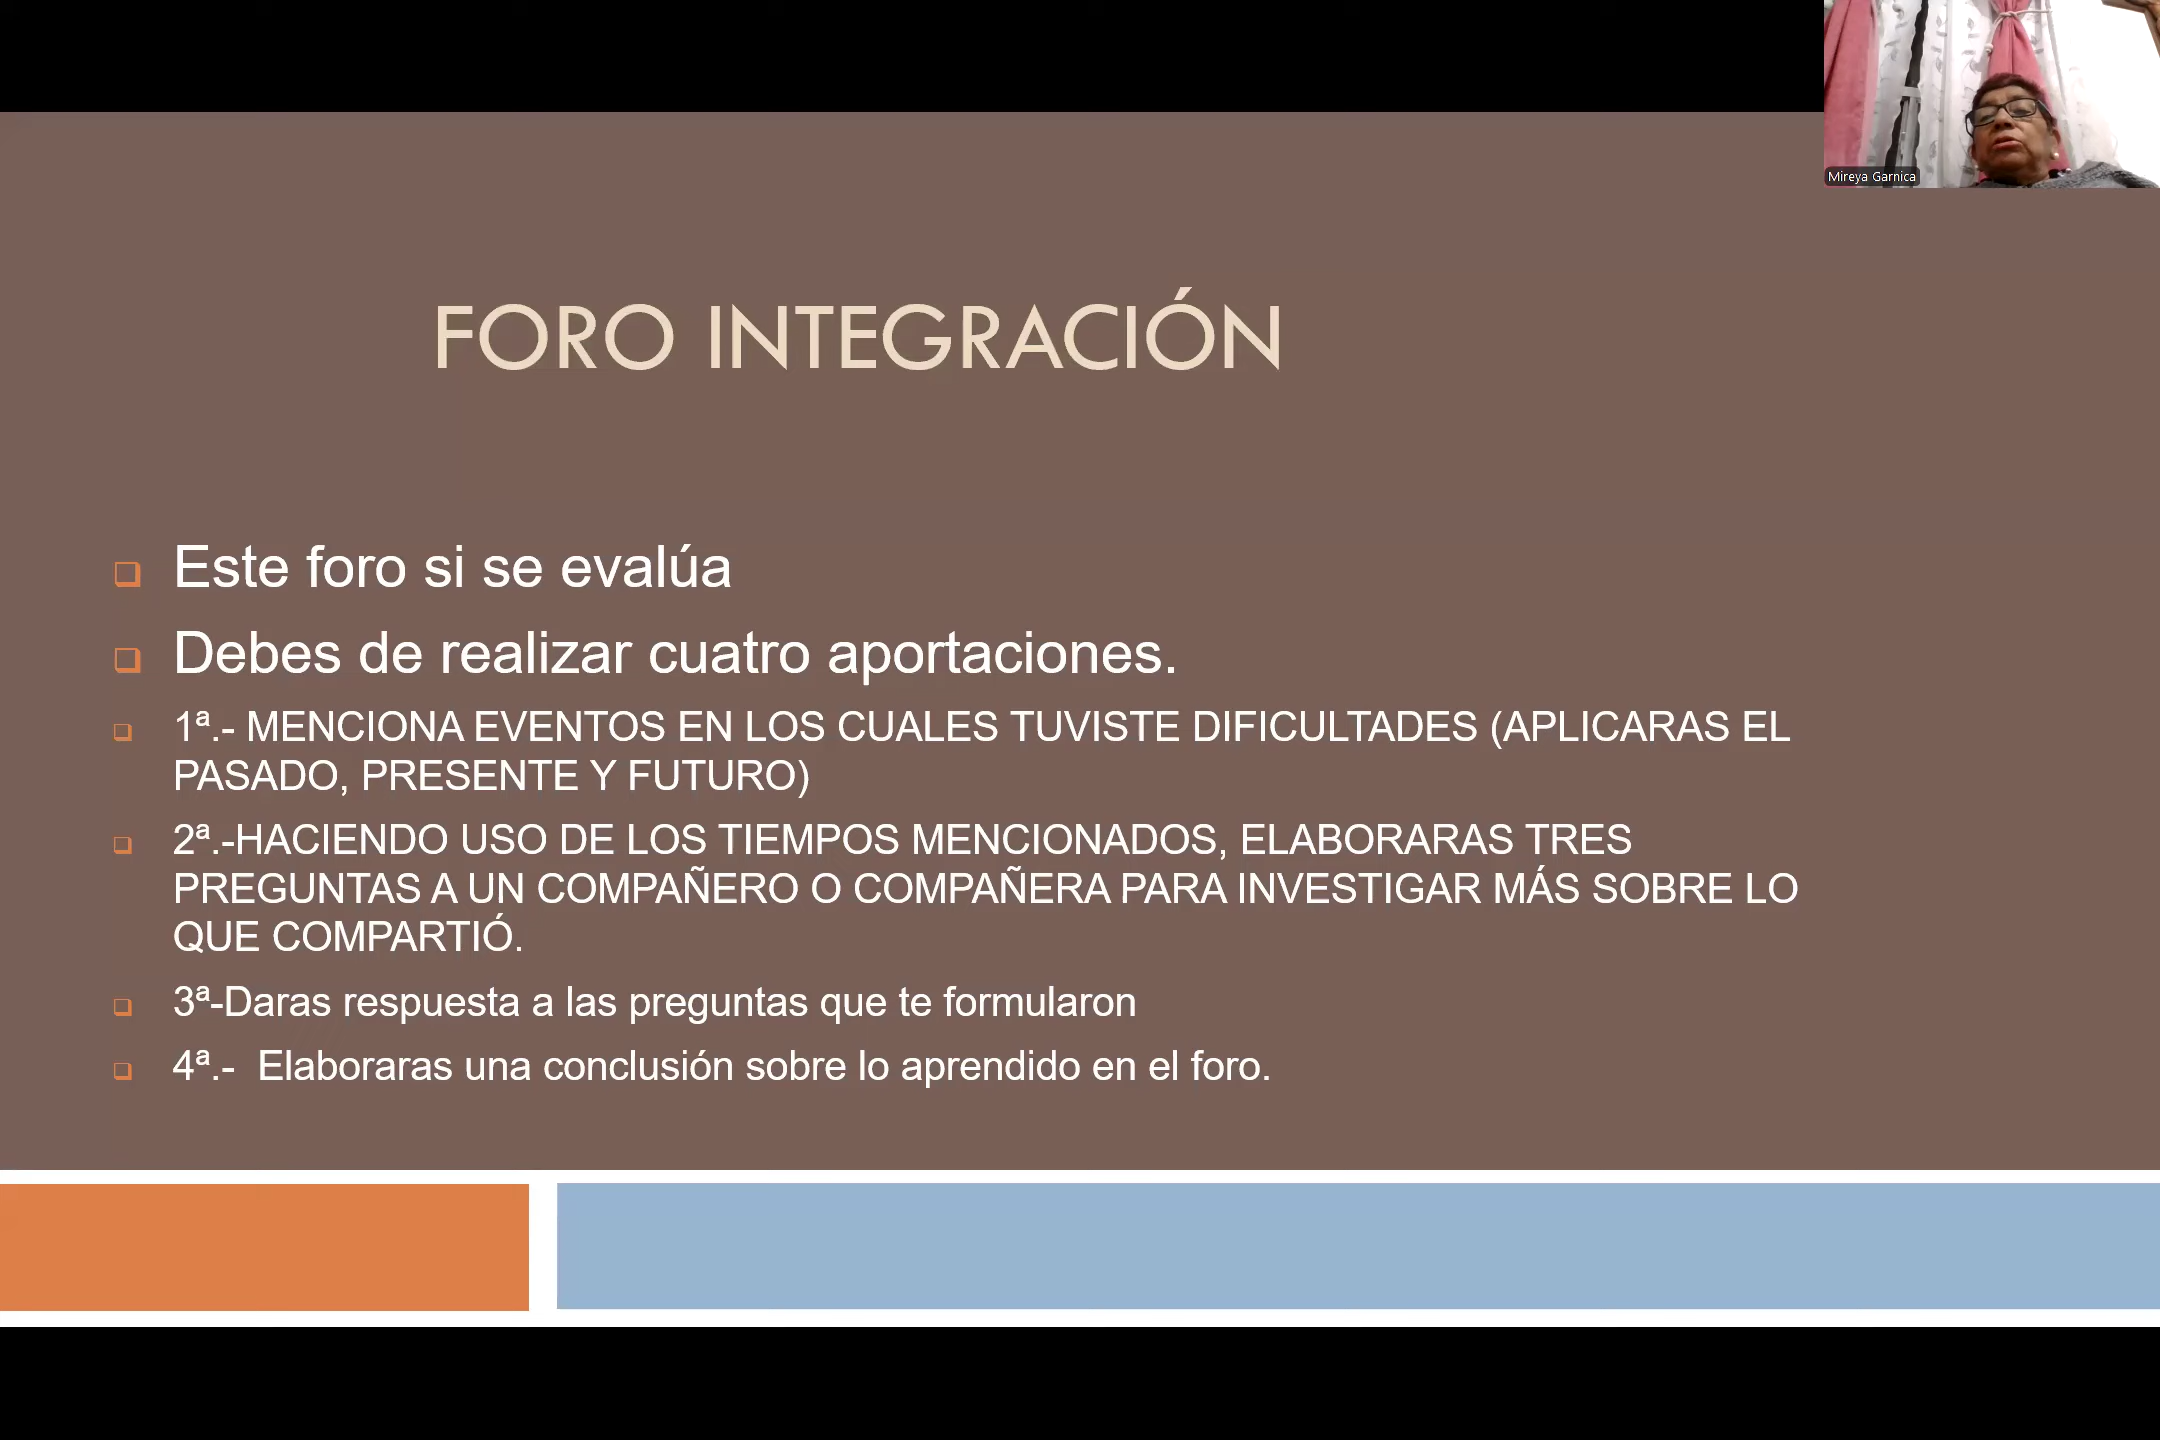 Mireya Garnica
FORO INTEGRACIÓN
Este foro si se evalúa
Debes de realizar cuatro aportaciones.
1ª.- MENCIONA EVENTOS EN LOS CUALES TUVISTE DIFICULTADES (APLICARAS EL
PASADO, PRESENTE Y FUTURO)
2ª.-HACIENDO USO DE LOS TIEMPOS MENCIONADOS, ELABORARAS TRES
PREGUNTAS A UN COMPAÑERO O COMPAÑERA PARA INVESTIGAR MÁS SOBRE LO
QUE COMPARTIÓ.
3ª-Daras respuesta a las preguntas que te formularon
4ª.-  Elaboraras una conclusión sobre lo aprendido en el foro.